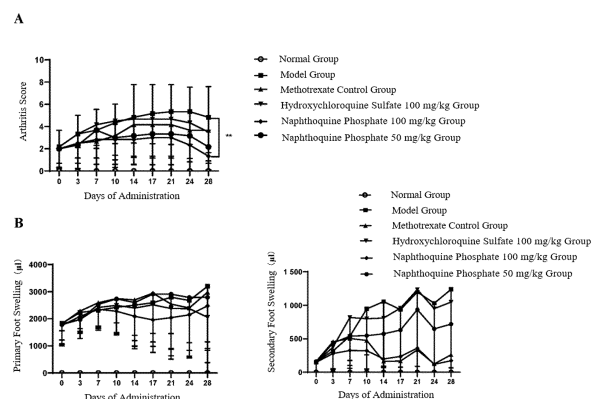 A
Arthritis Score
10
8
6
4
2
0
0 3 7 10 14 17 21 24 28
Days of Administration
**
Normal Group
Model Group
Methotrexate Control Group
Hydroxychloroquine Sulfate 100 mg/kg Group
Naphthoquine Phosphate 100 mg/kg Group
Naphthoquine Phosphate 50 mg/kg Group
B
Primary Foot Swelling (μl)
4000
3000
2000
1000
0
0 3 7 10 14 17 21 24 28
Days of Administration
Normal Group
Model Group
Methotrexate Control Group
Hydroxychloroquine Sulfate 100 mg/kg Group
Naphthoquine Phosphate 100 mg/kg Group
Naphthoquine Phosphate 50 mg/kg Group
Secondary Foot Swelling (μl)
1 500
1 000
500
0
0 3 7 10 14 17 21 24 28
Days of Administration